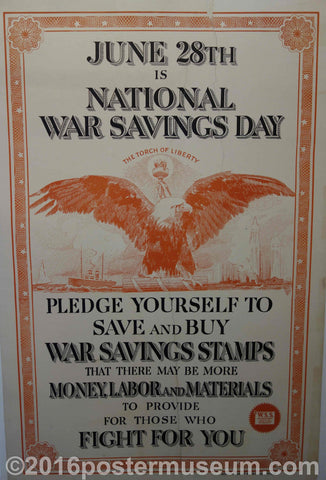 JUNE 28TH
IS
NATIONAL
WAR SAVINGS DAY
THE TORCH OF LIBERTY
PLEDGE YOURSELF TO
SAVE AND BUY
WAR SAVINGS STAMPS
THAT THERE MAY BE MORE
MONEY, LABOR AND MATERIALS
TO PROVIDE
FOR THOSE WHO
FIGHT FOR YOU
W.S.S.
©2016postermuseum.com